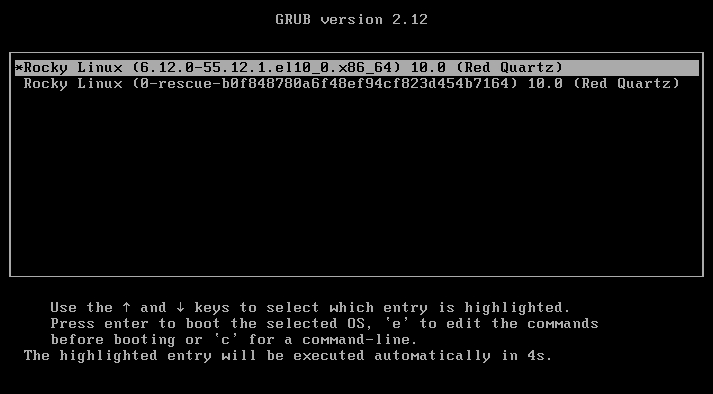 GRUB version 2.12
*Rocky Linux (6.12.0-55.12.1.el10_0.x86_64) 10.0 (Red Quartz)
Rocky Linux (0-rescue-b0f848780a6f48ef94cf823d454b7164) 10.0 (Red Quartz)
Use the ↑ and ↓ keys to select which entry is highlighted.
Press enter to boot the selected OS, `e' to edit the commands
before booting or `c' for a command-line.
The highlighted entry will be executed automatically in 4s.